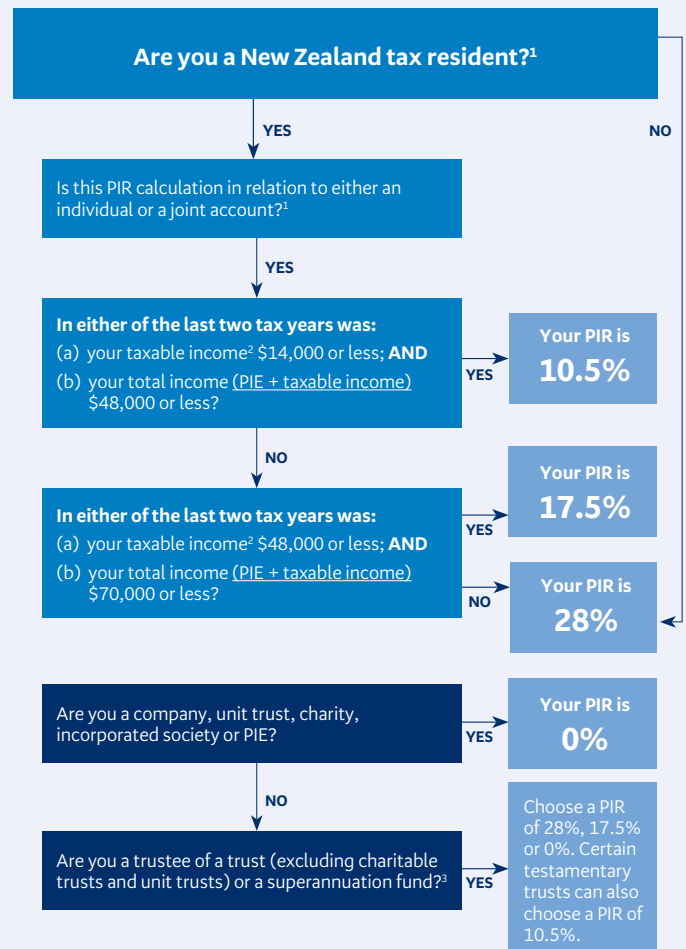 Are you a New Zealand tax resident?¹
YES
NO
Is this PIR calculation in relation to either an
individual or a joint account?¹
YES
In either of the last two tax years was:
(a) your taxable income² $14,000 or less; AND
(b) your total income (PIE + taxable income)
$48,000 or less?
YES
Your PIR is
10.5%
NO
In either of the last two tax years was:
(a) your taxable income² $48,000 or less; AND
(b) your total income (PIE + taxable income)
$70,000 or less?
YES
Your PIR is
17.5%
NO
Your PIR is
28%
Are you a company, unit trust, charity,
incorporated society or PIE?
YES
Your PIR is
0%
NO
Are you a trustee of a trust (excluding charitable
trusts and unit trusts) or a superannuation fund?³
YES
Choose a PIR
of 28%, 17.5%
or 0%. Certain
testamentary
trusts can also
choose a PIR of
10.5%.